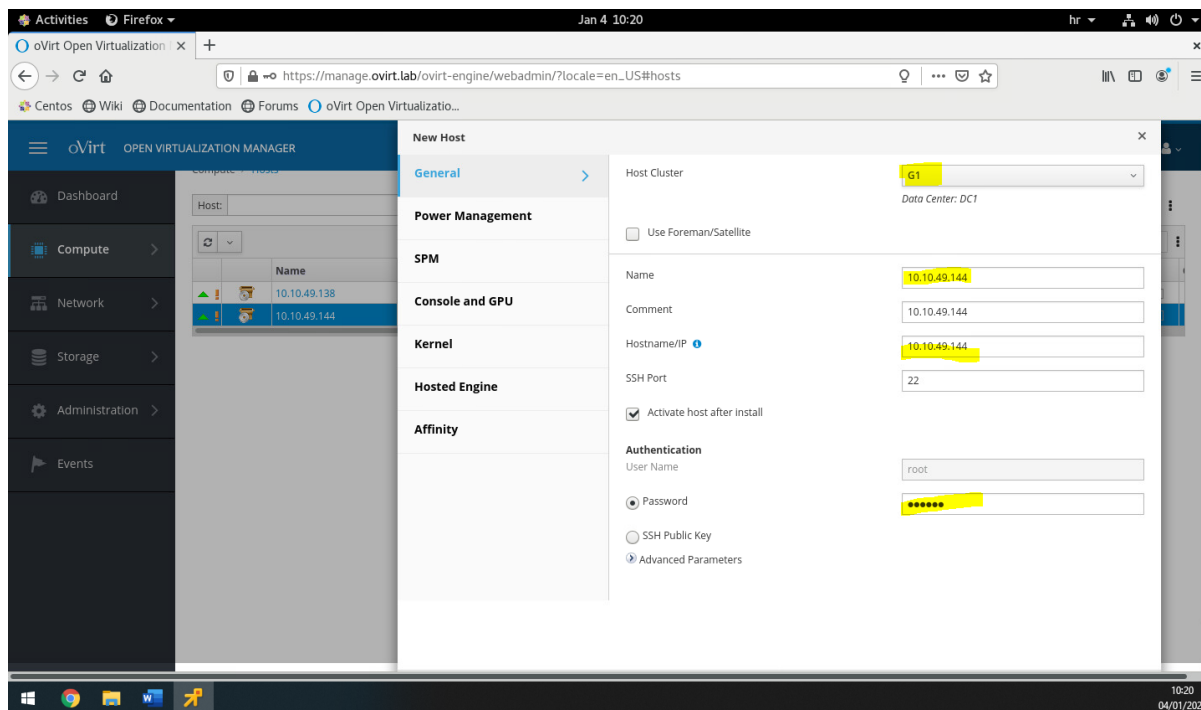 Activities Firefox Jan 4 10:20 hr
oVirt Open Virtualization
https://manage.ovirt.lab/ovirt-engine/webadmin/?locale=en_US#hosts
Centos Wiki Documentation Forums oVirt Open Virtualizatio...
oVirt OPEN VIRTUALIZATION MANAGER
Dashboard
Compute
Network
Storage
Administration
Events
Compute > Hosts
Host:
Name
10.10.49.138
10.10.49.144
New Host
General
Power Management
SPM
Console and GPU
Kernel
Hosted Engine
Affinity
Host Cluster G1
Data Center: DC1
Use Foreman/Satellite
Name 10.10.49.144
Comment 10.10.49.144
Hostname/IP 10.10.49.144
SSH Port 22
Activate host after install
Authentication
User Name root
Password ●●●●●●
SSH Public Key
Advanced Parameters
10:20
04/01/202